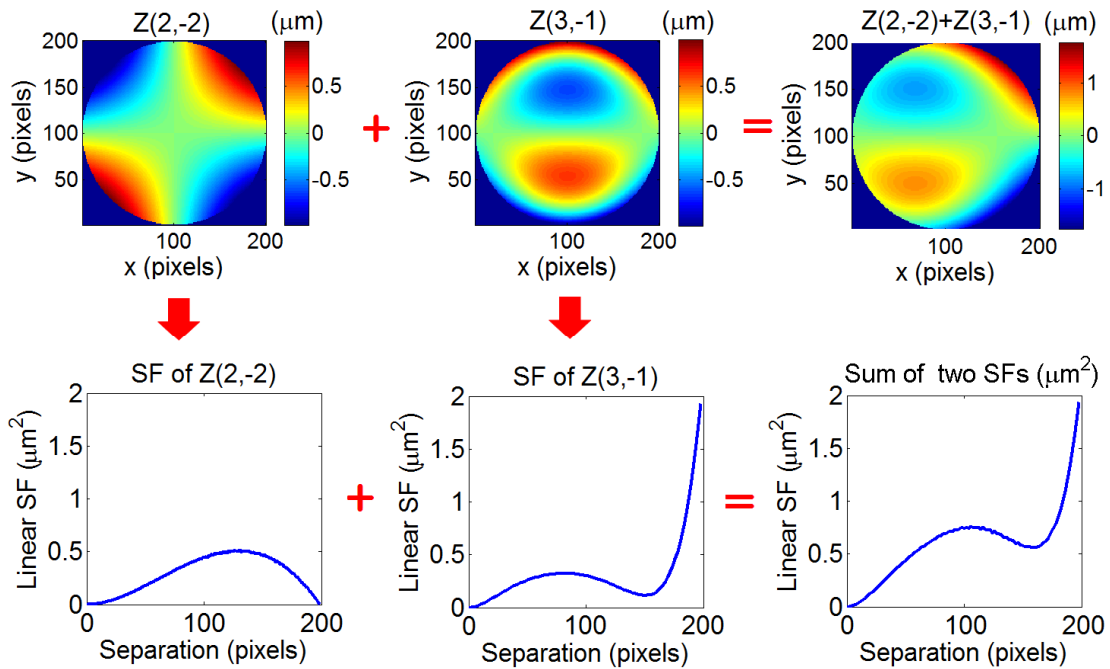 Z(2,-2) (μm) Z(3,-1) (μm) Z(2,-2)+Z(3,-1) (μm)
200 200 200
150 0.5 150 0.5 150 1
y (pixels) 100 0 + y (pixels) 100 0 = y (pixels) 100 0
50 -0.5 50 -0.5 50 -1
100 200 100 200 100 200
x (pixels) x (pixels) x (pixels)
SF of Z(2,-2) SF of Z(3,-1) Sum of two SFs (μm²)
2 2 2
1.5 1.5 1.5
Linear SF (μm²) 1 + Linear SF (μm²) 1 = Linear SF (μm²) 1
0.5 0.5 0.5
0 0 0
0 100 200 0 100 200 0 100 200
Separation (pixels) Separation (pixels) Separation (pixels)